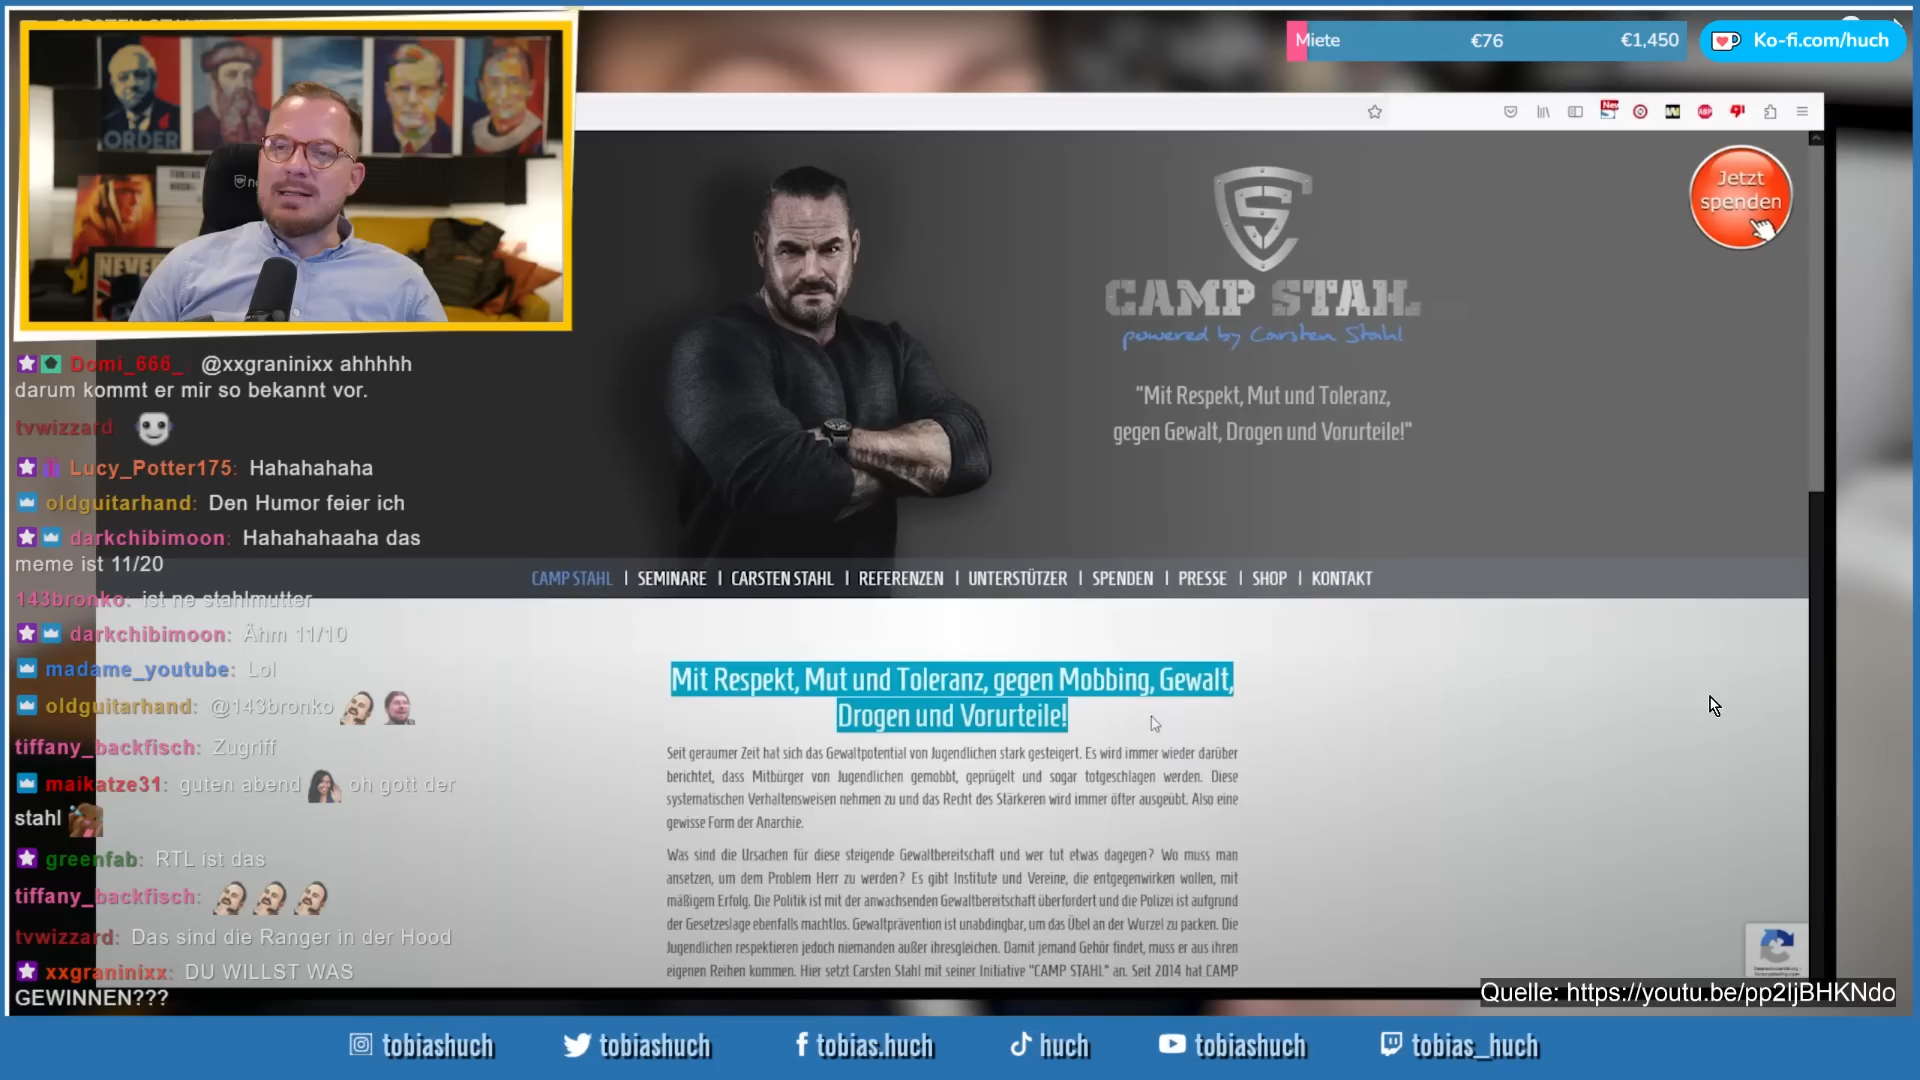 ORDER
NEVER
Miete €76 €1,450
Ko-fi.com/huch
New
ABP
Jetzt
spenden
CAMP STAHL
powered by Carsten Stahl
"Mit Respekt, Mut und Toleranz,
gegen Gewalt, Drogen und Vorurteile!"
CAMP STAHL | SEMINARE | CARSTEN STAHL | REFERENZEN | UNTERSTÜTZER | SPENDEN | PRESSE | SHOP | KONTAKT
Mit Respekt, Mut und Toleranz, gegen Mobbing, Gewalt,
Drogen und Vorurteile!
Seit geraumer Zeit hat sich das Gewaltpotential von Jugendlichen stark gesteigert. Es wird immer wieder darüber
berichtet, dass Mitbürger von Jugendlichen gemobbt, geprügelt und sogar totgeschlagen werden. Diese
systematischen Verhaltensweisen nehmen zu und das Recht des Stärkeren wird immer öfter ausgeübt. Also eine
gewisse Form der Anarchie.
Was sind die Ursachen für diese steigende Gewaltbereitschaft und wer tut etwas dagegen? Wo muss man
ansetzen, um dem Problem Herr zu werden? Es gibt Institute und Vereine, die entgegenwirken wollen, mit
mäßigem Erfolg. Die Politik ist mit der anwachsenden Gewaltbereitschaft überfordert und die Polizei ist aufgrund
der Gesetzeslage ebenfalls machtlos. Gewaltprävention ist unabdingbar, um das Übel an der Wurzel zu packen. Die
Jugendlichen respektieren jedoch niemanden außer ihresgleichen. Damit jemand Gehör findet, muss er aus ihren
eigenen Reihen kommen. Hier setzt Carsten Stahl mit seiner Initiative "CAMP STAHL" an. Seit 2014 hat CAMP
Domi_666_: @xxgraninixx ahhhhh
darum kommt er mir so bekannt vor.
tvwizzard:
Lucy_Potter175: Hahahahaha
oldguitarhand: Den Humor feier ich
darkchibimoon: Hahahahaaha das
meme ist 11/20
143bronko: ist ne stahlmutter
darkchibimoon: Ähm 11/10
madame_youtube: Lol
oldguitarhand: @143bronko
tiffany_backfisch: Zugriff
maikatze31: guten abend oh gott der
stahl
greenfab: RTL ist das
tiffany_backfisch:
tvwizzard: Das sind die Ranger in der Hood
xxgraninixx: DU WILLST WAS
GEWINNEN???
Quelle: https://youtu.be/pp2IjBHKNdo
tobiashuch tobiashuch tobias.huch huch tobiashuch tobias_huch